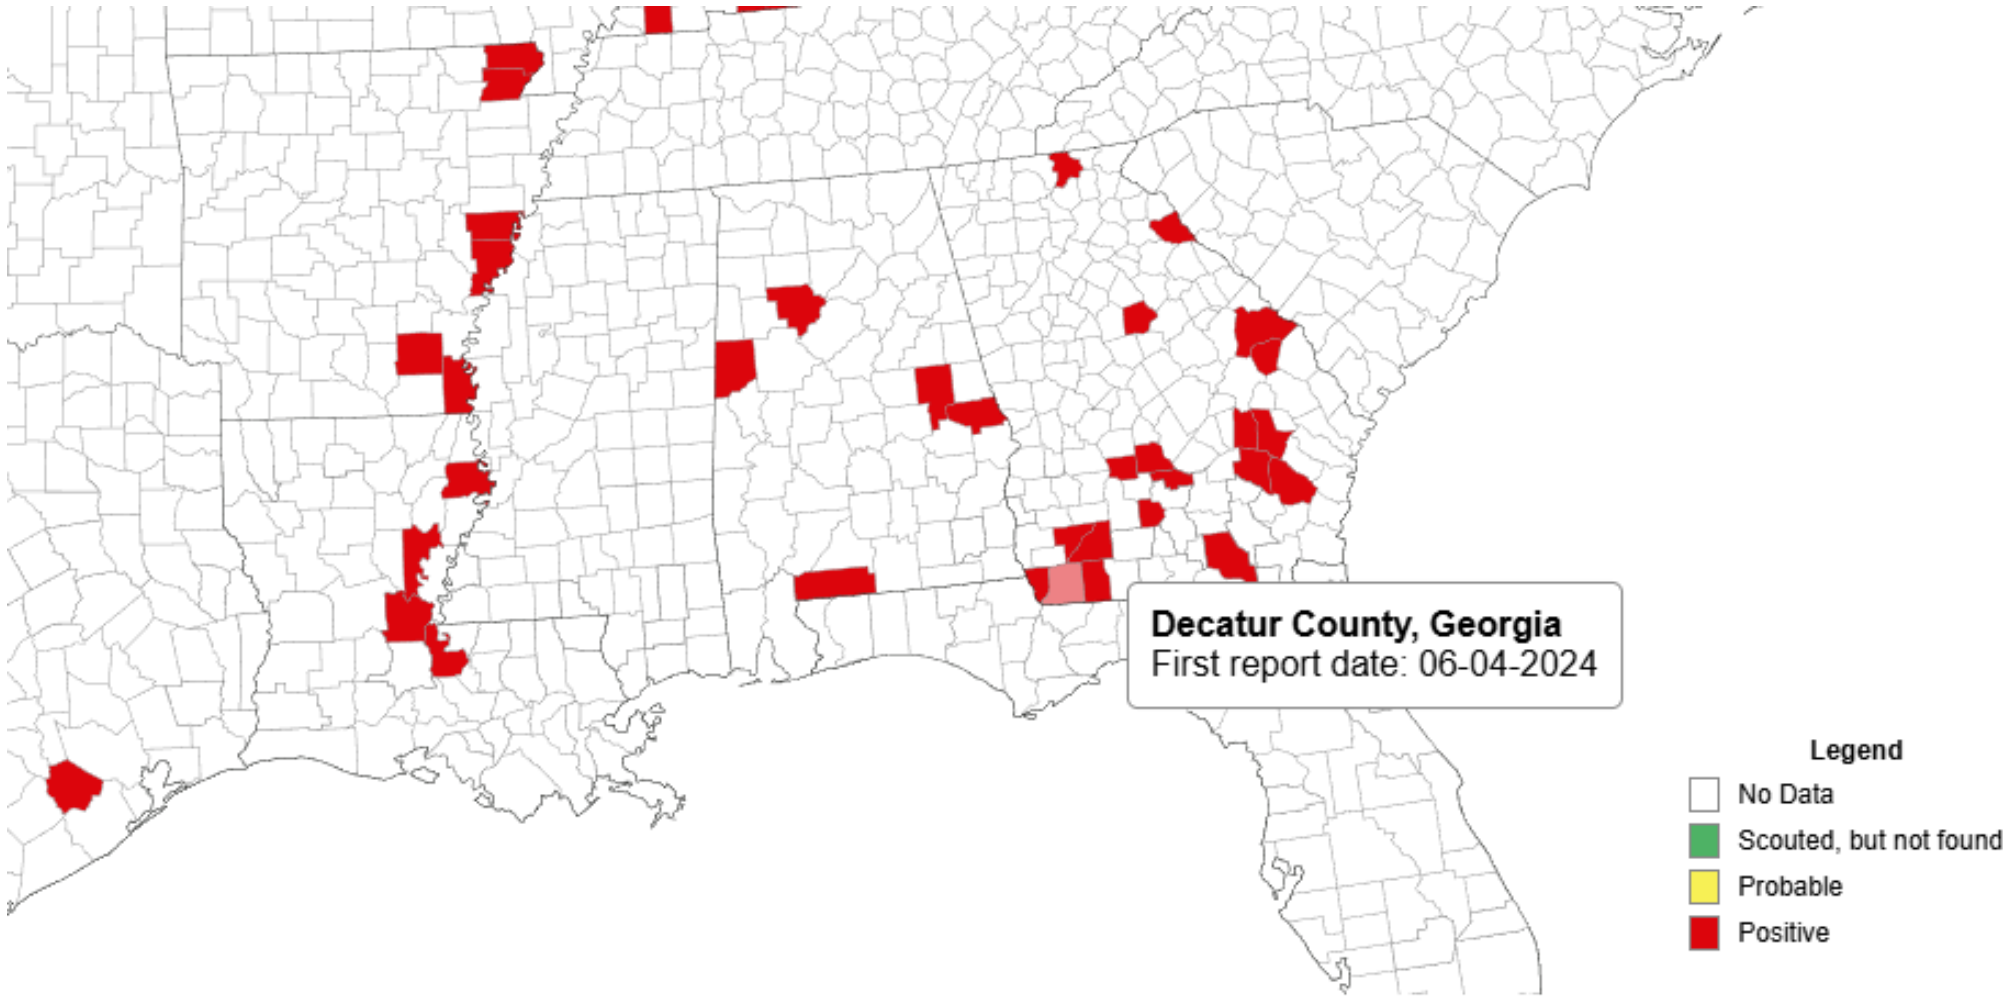 Decatur County, Georgia
First report date: 06-04-2024
Legend
No Data
Scouted, but not found
Probable
Positive